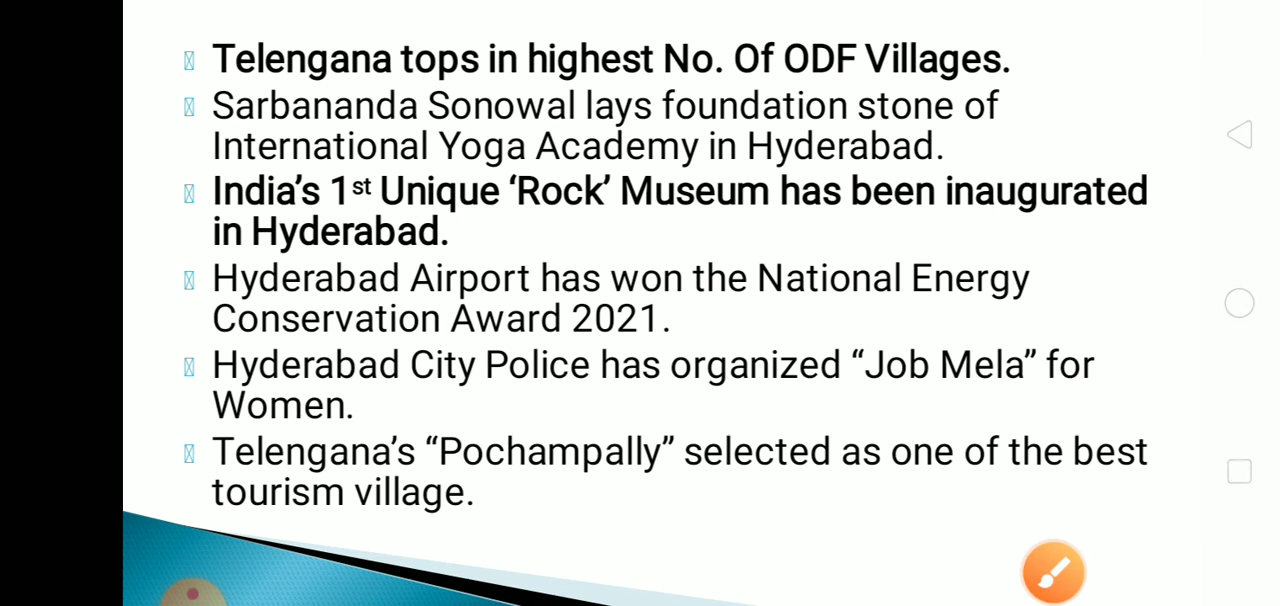 Telengana tops in highest No. Of ODF Villages.
Sarbananda Sonowal lays foundation stone of
International Yoga Academy in Hyderabad.
India’s 1st Unique ‘Rock’ Museum has been inaugurated
in Hyderabad.
Hyderabad Airport has won the National Energy
Conservation Award 2021.
Hyderabad City Police has organized “Job Mela” for
Women.
Telengana’s “Pochampally” selected as one of the best
tourism village.